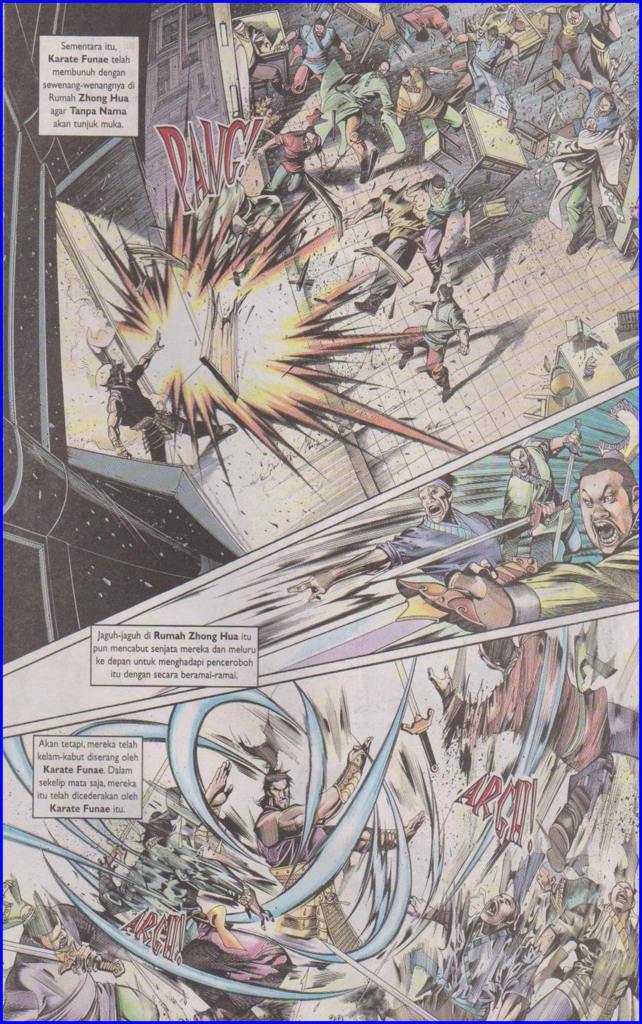 Sementara itu,
Karate Funae telah
membunuh dengan
sewenang-wenangnya di
Rumah Zhong Hua
agar Tanpa Nama
akan tunjuk muka.
PANG!
Jaguh-jaguh di Rumah Zhong Hua itu
pun mencabut senjata mereka dan meluru
ke depan untuk menghadapi penceroboh
itu dengan secara beramai-ramai.
Akan tetapi, mereka telah
kelam-kabut diserang oleh
Karate Funae. Dalam
sekelip mata saja, mereka
itu telah dicederakan oleh
Karate Funae itu.
ARGH!
ARGH!